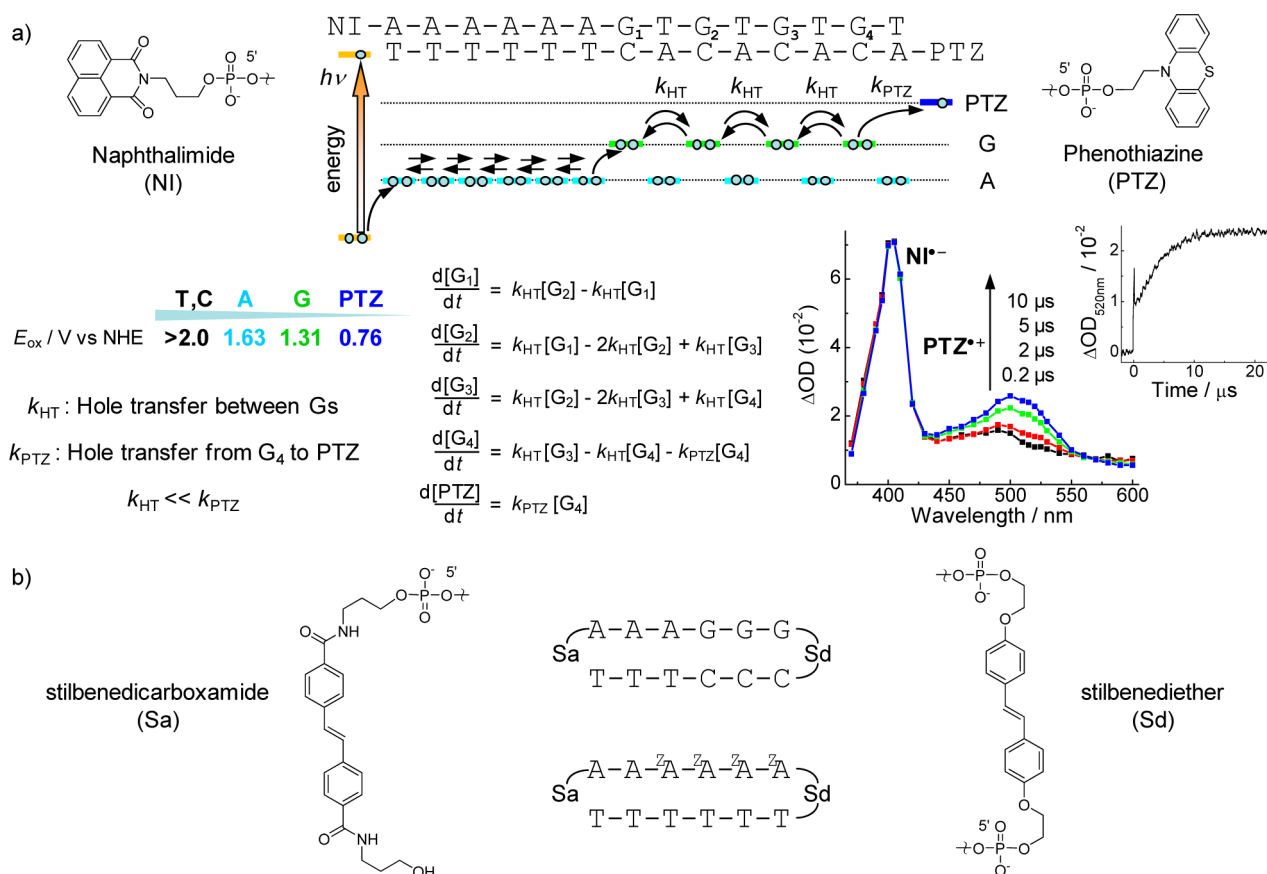 a)
NI-A-A-A-A-A-A-G1-T-G2-T-G3-T-G4-T
T-T-T-T-T-T-C-A-C-A-C-A-C-A-PTZ
O
N
O
O
5'
O-P-O
O
O-
Naphthalimide
(NI)
hν
energy
kHT
kHT
kHT
kPTZ
PTZ
G
A
5'
O
O-P-O
O-
N
S
Phenothiazine
(PTZ)
T,C A G PTZ
Eox / V vs NHE >2.0 1.63 1.31 0.76
kHT : Hole transfer between Gs
kPTZ : Hole transfer from G4 to PTZ
kHT << kPTZ
d[G1]/dt = kHT[G2] - kHT[G1]
d[G2]/dt = kHT[G1] - 2kHT[G2] + kHT[G3]
d[G3]/dt = kHT[G2] - 2kHT[G3] + kHT[G4]
d[G4]/dt = kHT[G3] - kHT[G4] - kPTZ[G4]
d[PTZ]/dt = kPTZ [G4]
ΔOD (10-2)
6
4
2
0
400 450 500 550 600
Wavelength / nm
NI•−
PTZ•+
10 µs
5 µs
2 µs
0.2 µs
ΔOD520nm / 10-2
2
1
0
0 10 20
Time / µs
b)
O- 5'
O-P-O
O
O
NH
O
NH
OH
stilbenedicarboxamide
(Sa)
A-A-A-G-G-G
Sa Sd
T-T-T-C-C-C
A-A-ZA-ZA-ZA-ZA
Sa Sd
T-T-T-T-T-T
O
O-P-O
O-
O
O
5' O
O-P-O
O-
stilbenediether
(Sd)